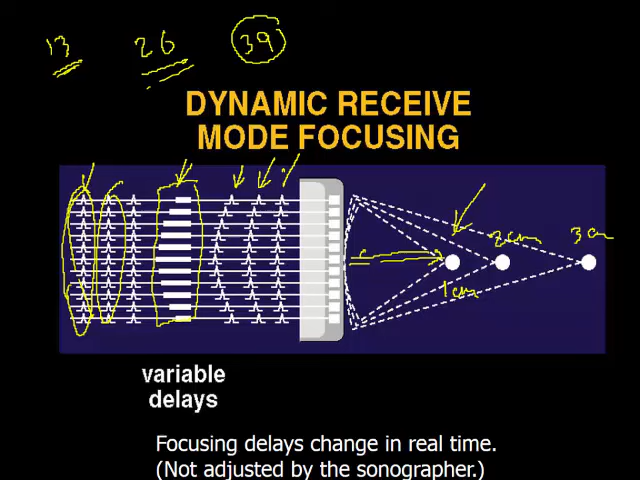 13 26 39
DYNAMIC RECEIVE
MODE FOCUSING
1cm 2cm 3cm
variable
delays
Focusing delays change in real time.
(Not adjusted by the sonographer.)